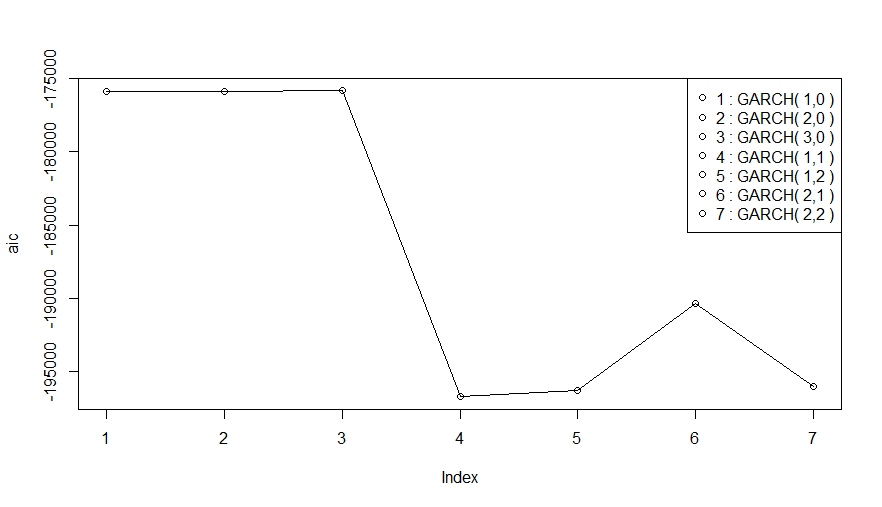 -175000
-180000
-185000
-190000
-195000
aic
1 : GARCH( 1,0 )
2 : GARCH( 2,0 )
3 : GARCH( 3,0 )
4 : GARCH( 1,1 )
5 : GARCH( 1,2 )
6 : GARCH( 2,1 )
7 : GARCH( 2,2 )
1 2 3 4 5 6 7
Index